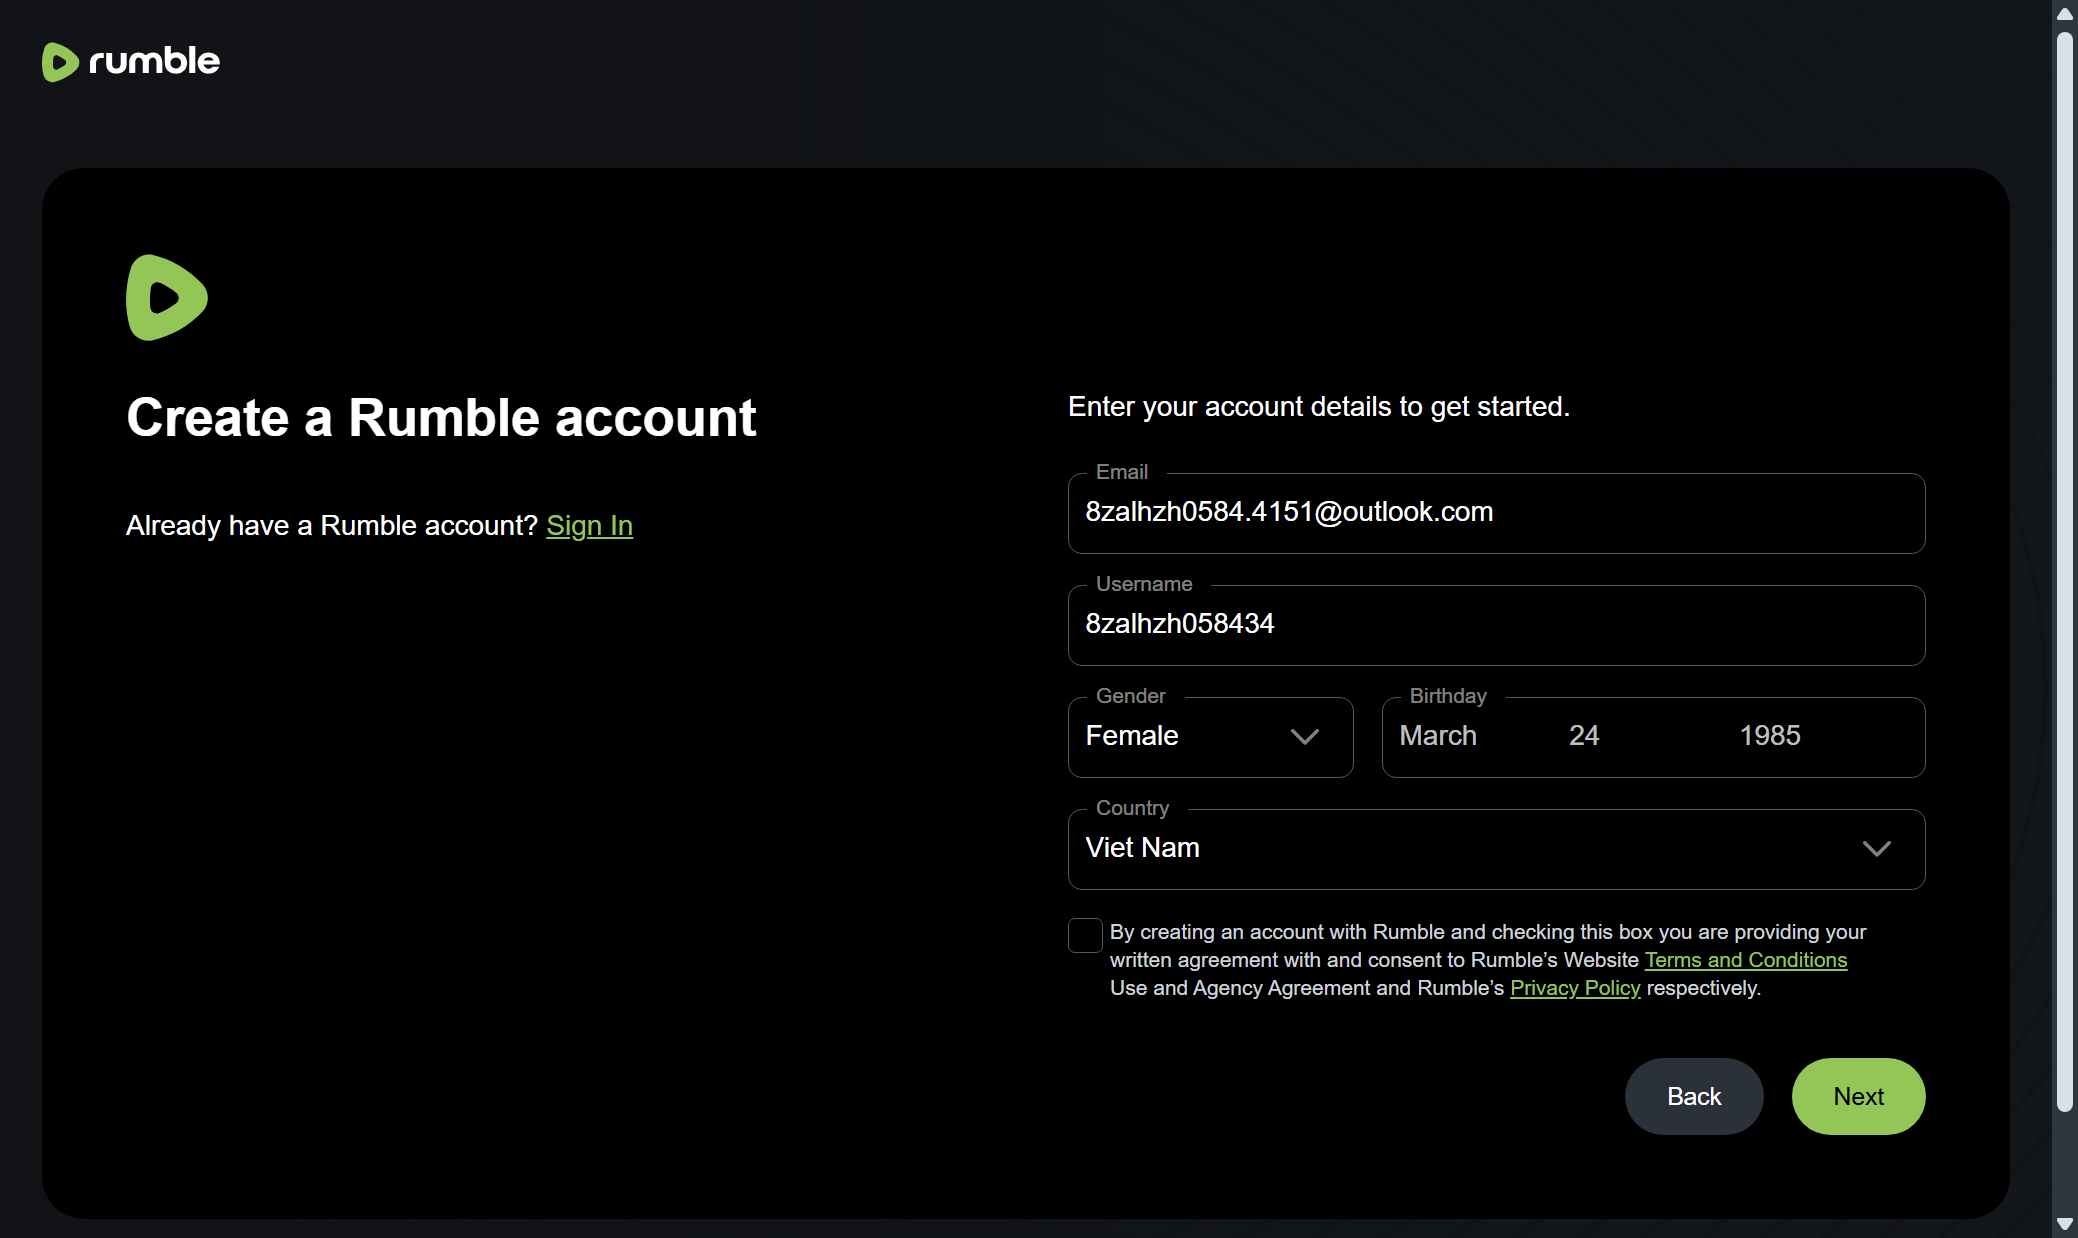 rumble
Create a Rumble account
Already have a Rumble account? Sign In
Enter your account details to get started.
Email
8zalhzh0584.4151@outlook.com
Username
8zalhzh058434
Gender
Female
Birthday
March 24 1985
Country
Viet Nam
By creating an account with Rumble and checking this box you are providing your
written agreement with and consent to Rumble’s Website Terms and Conditions
Use and Agency Agreement and Rumble’s Privacy Policy respectively.
Back
Next